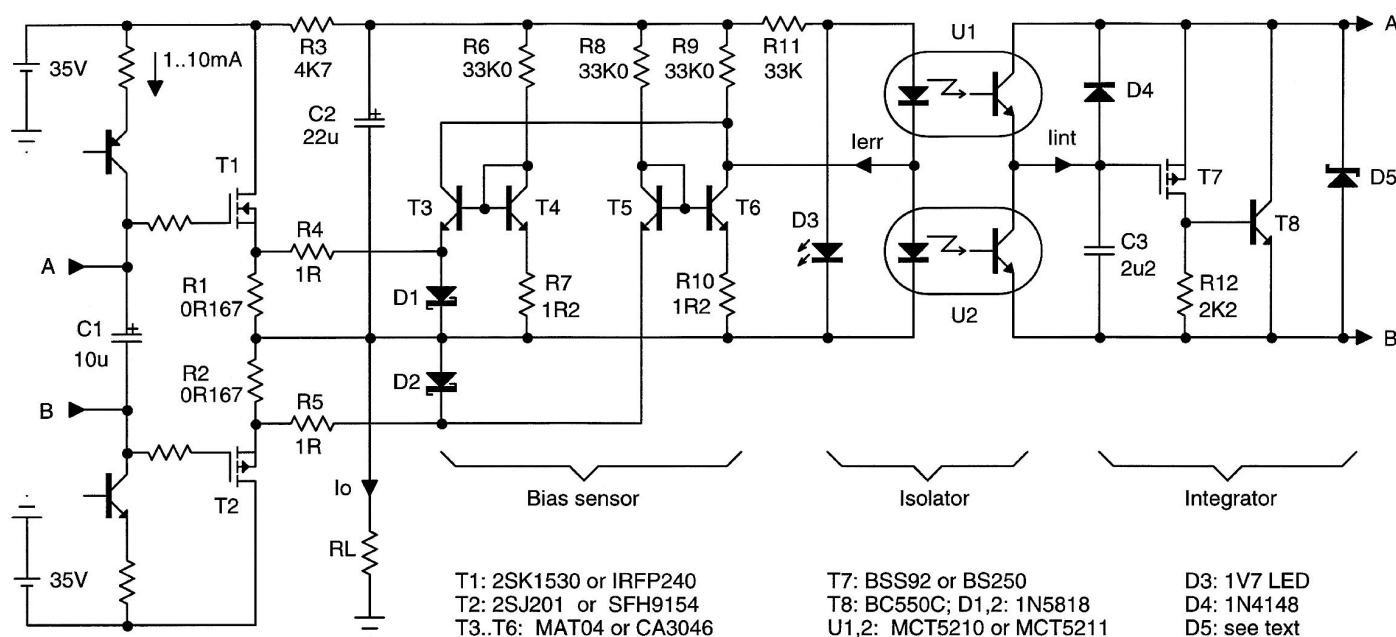 35V
1..10mA
R3
4K7
C2
22u
R6
33K0
R8
33K0
R9
33K0
R11
33K
U1
A
D4
T1
Ierr
Iint
T7
D5
T3
T4
T5
T6
D3
T8
R4
1R
A
R1
0R167
D1
R7
1R2
R10
1R2
C3
2u2
R12
2K2
U2
B
C1
10u
R2
0R167
D2
B
R5
1R
T2
Io
Bias sensor
Isolator
Integrator
RL
35V
T1: 2SK1530 or IRFP240
T2: 2SJ201 or SFH9154
T3..T6: MAT04 or CA3046
T7: BSS92 or BS250
T8: BC550C; D1,2: 1N5818
U1,2: MCT5210 or MCT5211
D3: 1V7 LED
D4: 1N4148
D5: see text